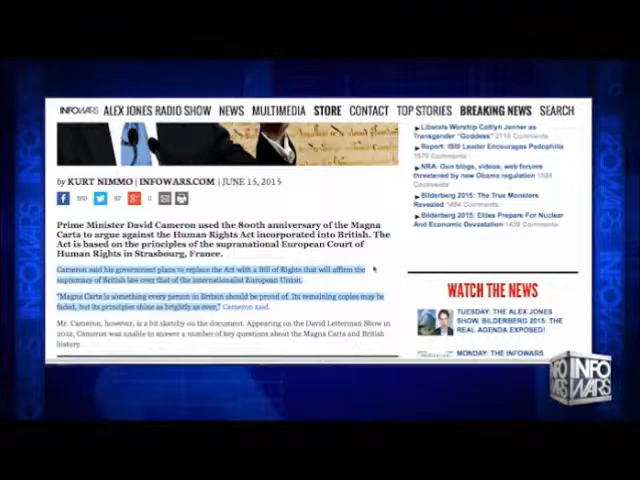 INFOWARS ALEX JONES RADIO SHOW NEWS MULTIMEDIA STORE CONTACT TOP STORIES BREAKING NEWS SEARCH
by KURT NIMMO | INFOWARS.COM | JUNE 15, 2015
Prime Minister David Cameron used the 800th anniversary of the Magna
Carta to argue against the Human Rights Act incorporated into British. The
Act is based on the principles of the supranational European Court of
Human Rights in Strasbourg, France.
Cameron said his government plans to replace the Act with a Bill of Rights that will affirm the
supremacy of British law over that of the internationalist European Union.
"Magna Carta is something every person in Britain should be proud of. Its remaining copies may be
faded, but its principles shine as brightly as ever," Cameron said.
Mr. Cameron, however, is a bit sketchy on the document. Appearing on the David Letterman Show in
2012, Cameron was unable to answer a number of key questions about the Magna Carta and British
history.
Liberals Worship Caitlyn Jenner as
Transgender "Goddess" Comments
Report: ISIS Leader Encourages Pedophilia
Comments
NRA: Gun blogs, videos, web forums
threatened by new Obama regulation
Comments
Bilderberg 2015: The True Monsters
Revealed Comments
Bilderberg 2015: Elites Prepare For Nuclear
And Economic Devastation Comments
WATCH THE NEWS
TUESDAY: THE ALEX JONES
SHOW. BILDERBERG 2015: THE
REAL AGENDA EXPOSED!
MONDAY: THE INFOWARS
INFO
WARS